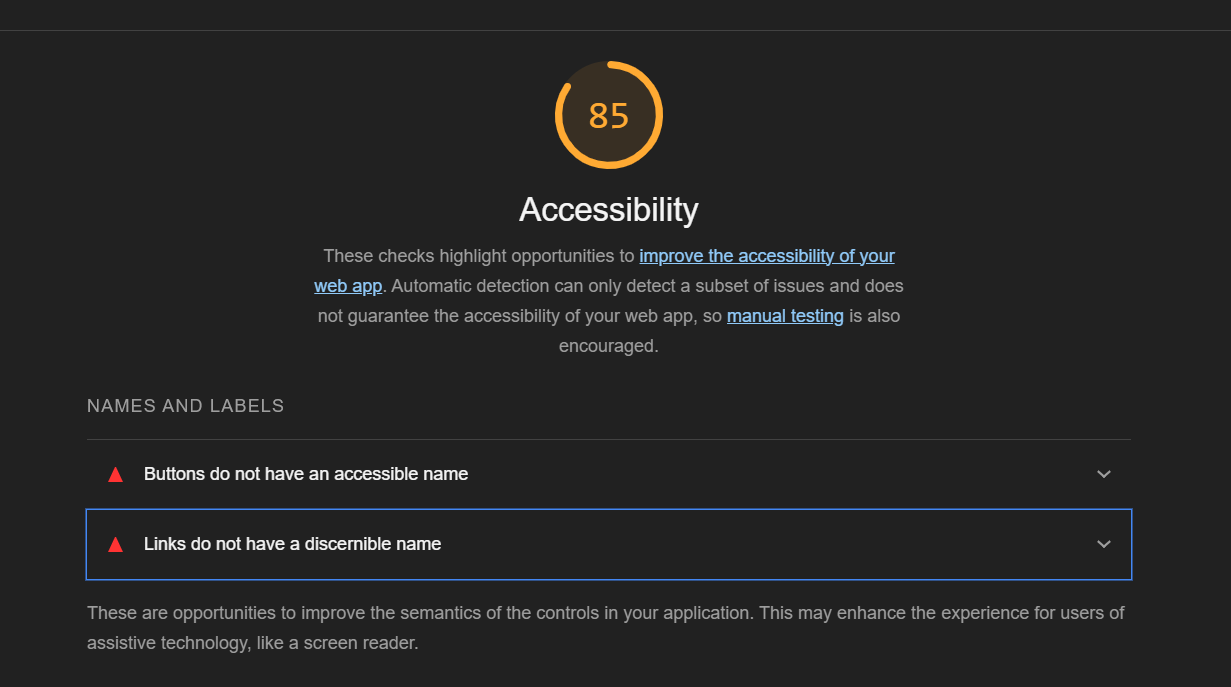 85
Accessibility
These checks highlight opportunities to improve the accessibility of your
web app. Automatic detection can only detect a subset of issues and does
not guarantee the accessibility of your web app, so manual testing is also
encouraged.
NAMES AND LABELS
Buttons do not have an accessible name
Links do not have a discernible name
These are opportunities to improve the semantics of the controls in your application. This may enhance the experience for users of
assistive technology, like a screen reader.